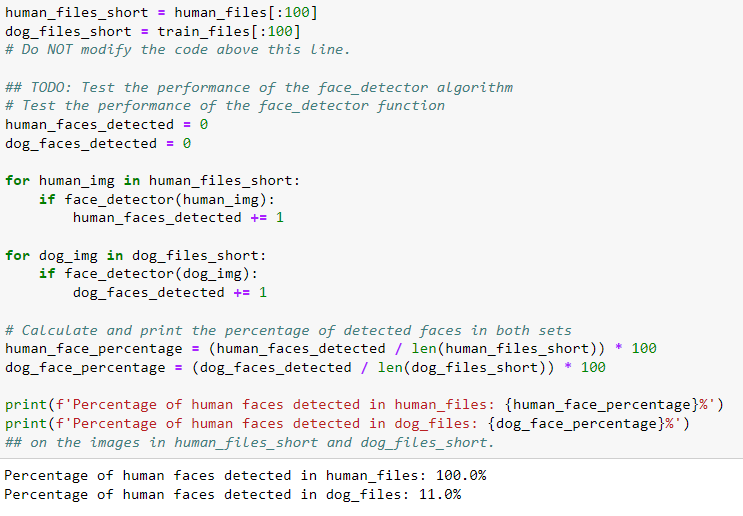 human_files_short = human_files[:100]
dog_files_short = train_files[:100]
# Do NOT modify the code above this line.

## TODO: Test the performance of the face_detector algorithm
# Test the performance of the face_detector function
human_faces_detected = 0
dog_faces_detected = 0

for human_img in human_files_short:
    if face_detector(human_img):
        human_faces_detected += 1

for dog_img in dog_files_short:
    if face_detector(dog_img):
        dog_faces_detected += 1

# Calculate and print the percentage of detected faces in both sets
human_face_percentage = (human_faces_detected / len(human_files_short)) * 100
dog_face_percentage = (dog_faces_detected / len(dog_files_short)) * 100

print(f'Percentage of human faces detected in human_files: {human_face_percentage}%')
print(f'Percentage of human faces detected in dog_files: {dog_face_percentage}%')
## on the images in human_files_short and dog_files_short.
Percentage of human faces detected in human_files: 100.0%
Percentage of human faces detected in dog_files: 11.0%